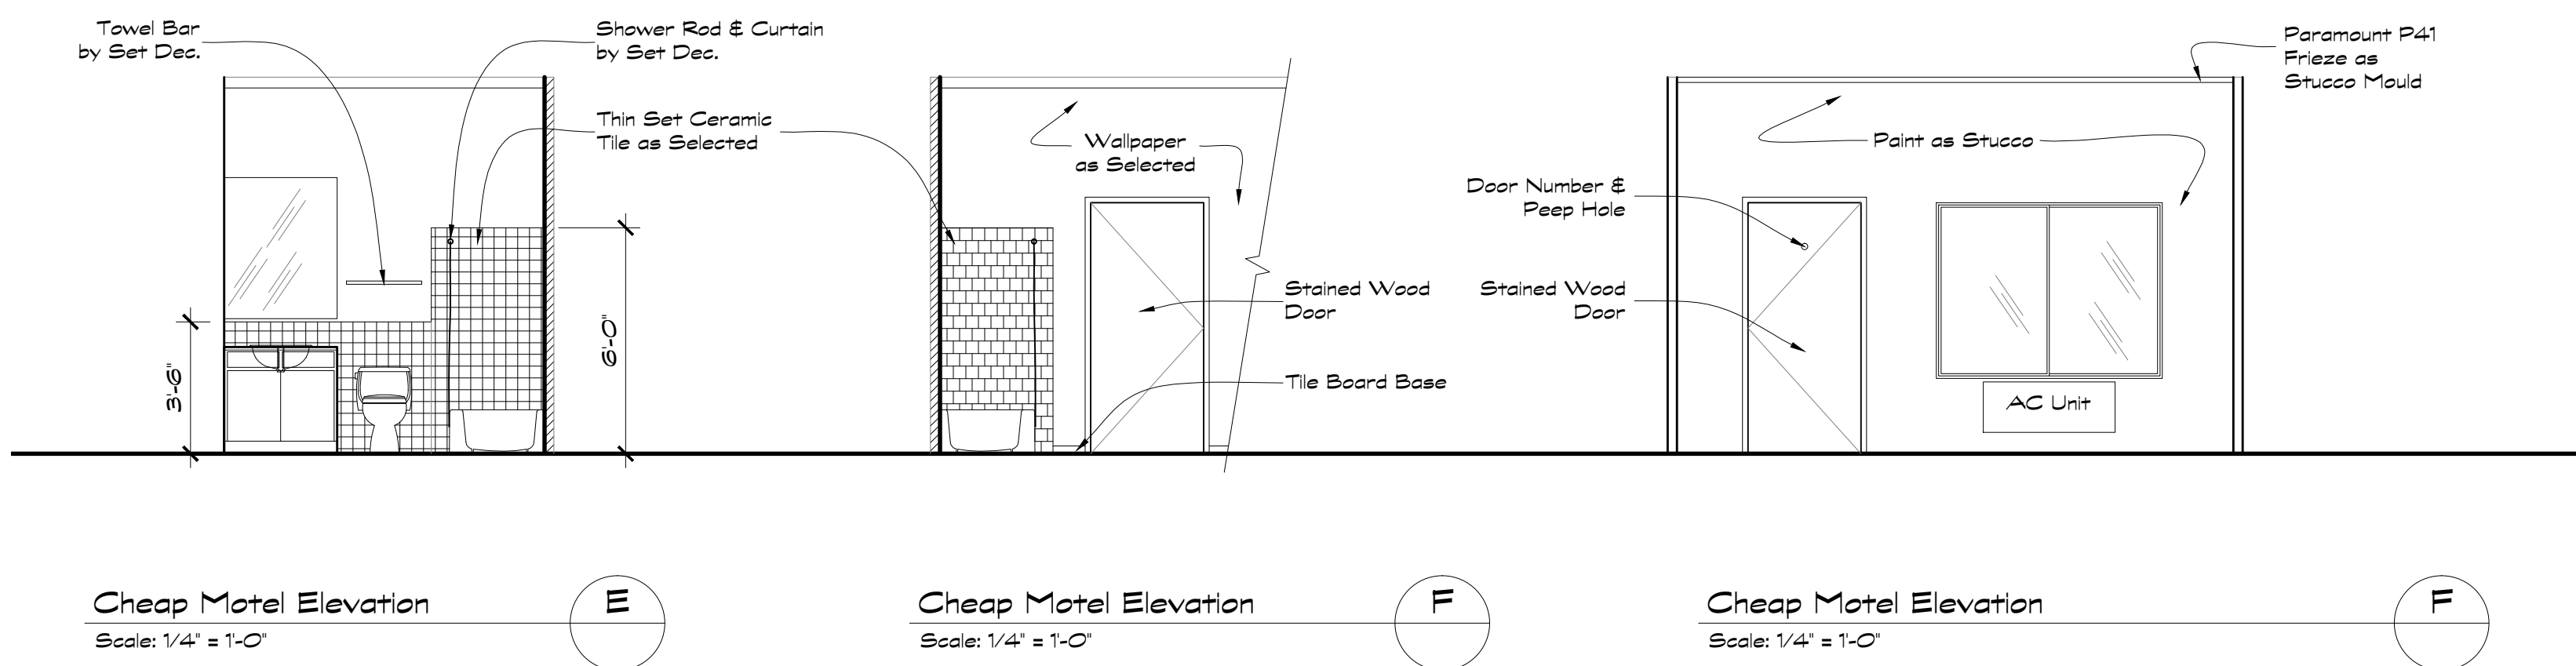 Towel Bar
by Set Dec.
Shower Rod & Curtain
by Set Dec.
Thin Set Ceramic
Tile as Selected
3'-6"
6'-0"
Wallpaper
as Selected
Stained Wood
Door
Tile Board Base
Paramount P41
Frieze as
Stucco Mould
Paint as Stucco
Door Number &
Peep Hole
Stained Wood
Door
AC Unit
Cheap Motel Elevation
E
Scale: 1/4" = 1'-0"
Cheap Motel Elevation
F
Scale: 1/4" = 1'-0"
Cheap Motel Elevation
F
Scale: 1/4" = 1'-0"